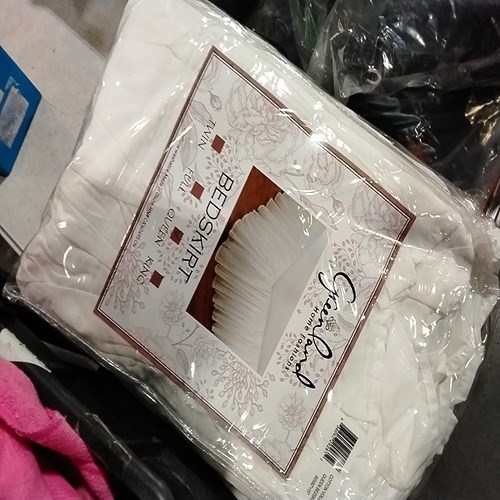 Greenland
Home Fashions
BEDSKIRT
TWIN
FULL
QUEEN
KING